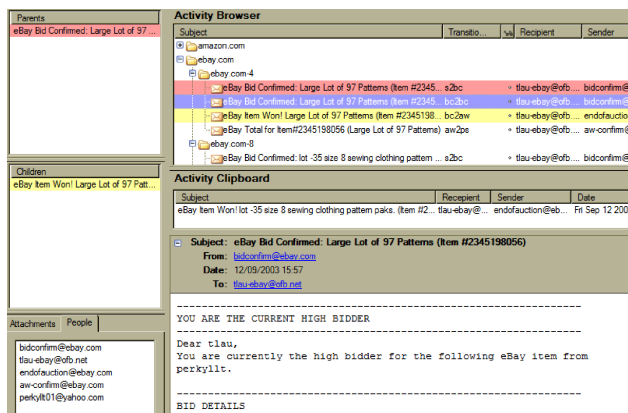 Parents
eBay Bid Confirmed: Large Lot of 97 ...
Children
eBay Item Won! Large Lot of 97 Patt...
Attachments People
bidconfirm@ebay.com
tlau-ebay@ofb.net
endofauction@ebay.com
aw-confirm@ebay.com
perkyllt01@yahoo.com
Activity Browser
Subject Transitio... Recipient Sender
amazon.com
ebay.com
ebay.com-4
eBay Bid Confirmed: Large Lot of 97 Patterns (Item #2345... s2bc tlau-ebay@ofb.... bidconfirm@
eBay Bid Confirmed: Large Lot of 97 Patterns (Item #2345... bc2bc tlau-ebay@ofb.... bidconfirm@
eBay Item Won! Large Lot of 97 Patterns (Item #2345198... bc2aw tlau-ebay@ofb.... endofauctio
eBay Total for Item#2345198056 (Large Lot of Patterns) aw2ps tlau-ebay@ofb.... aw-confirm@
ebay.com-8
eBay Bid Confirmed: lot -35 size 8 sewing clothing pattern ... s2bc tlau-ebay@ofb.... bidconfirm@
Activity Clipboard
Subject Recepient Sender Date
eBay Item Won! lot -35 size 8 sewing clothing pattern paks. (Item #2... tlau-ebay@... endofauction@eb... Fri Sep 12 200
Subject: eBay Bid Confirmed: Large Lot of 97 Patterns (Item #2345198056)
From: bidconfirm@ebay.com
Date: 12/09/2003 15:57
To: tlau-ebay@ofb.net
YOU ARE THE CURRENT HIGH BIDDER
Dear tlau,
You are currently the high bidder for the following eBay item from
perkyllt.
BID DETAILS